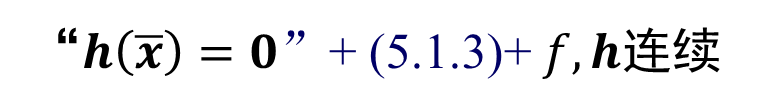 “h(x̅) = 0” + (5.1.3)+ f, h连续